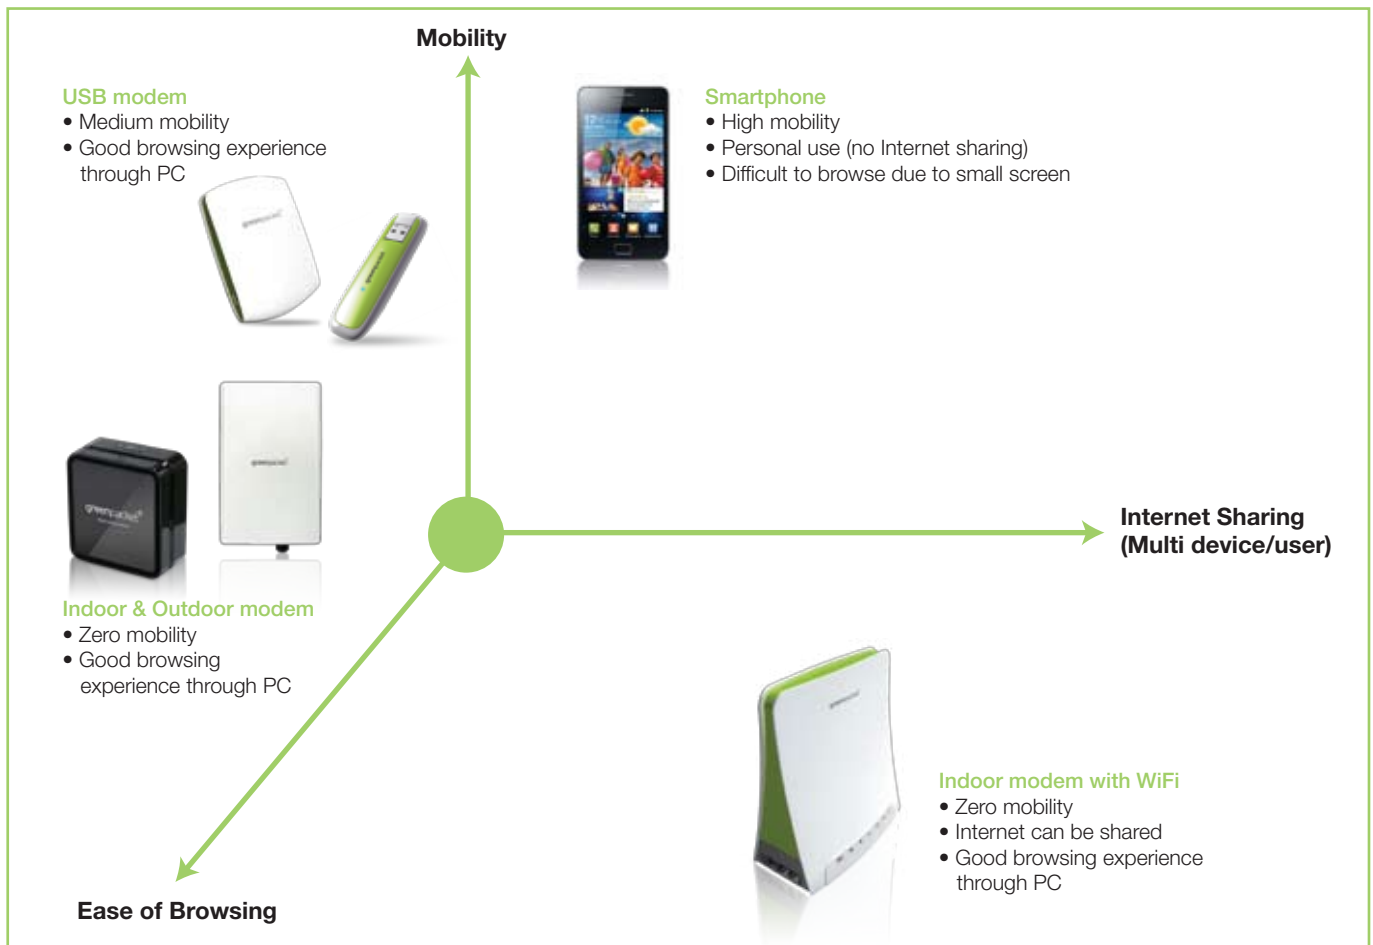 Mobility
USB modem
• Medium mobility
• Good browsing experience
through PC
Smartphone
• High mobility
• Personal use (no Internet sharing)
• Difficult to browse due to small screen
greenpacket
greenpacket
Internet Sharing
(Multi device/user)
Indoor & Outdoor modem
• Zero mobility
• Good browsing
experience through PC
greenpacket
Indoor modem with WiFi
• Zero mobility
• Internet can be shared
• Good browsing experience
through PC
Ease of Browsing